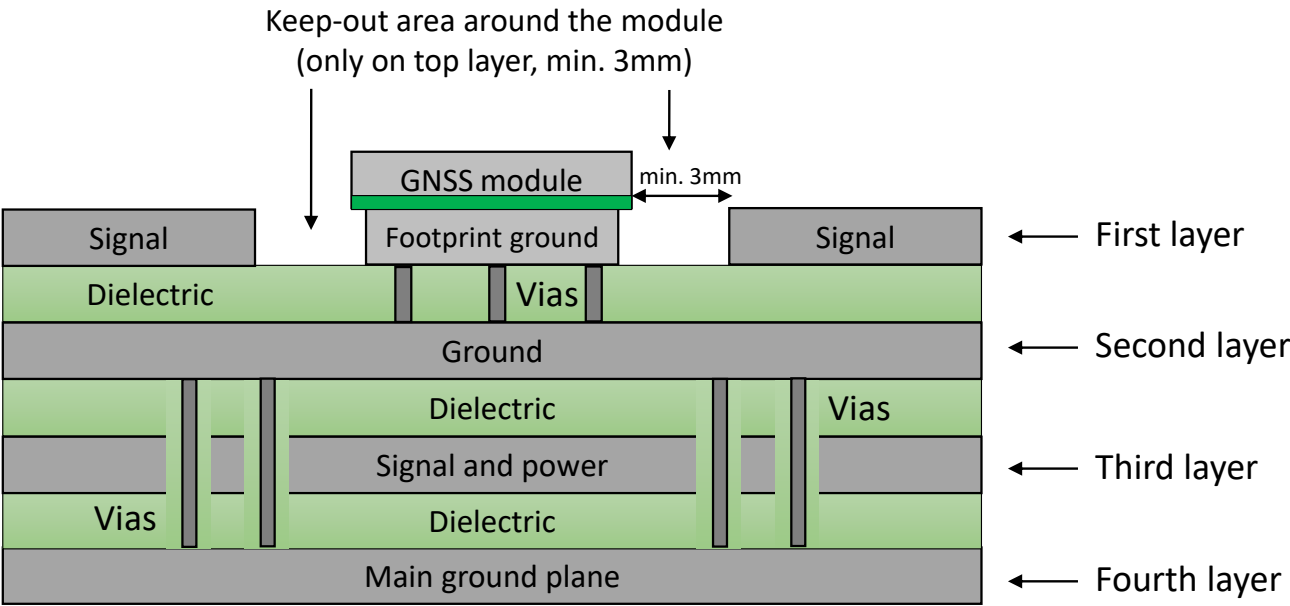 Keep-out area around the module
(only on top layer, min. 3mm)
GNSS module
min. 3mm
Signal
Footprint ground
Signal
First layer
Dielectric
Vias
Ground
Second layer
Dielectric
Vias
Signal and power
Third layer
Vias
Dielectric
Main ground plane
Fourth layer